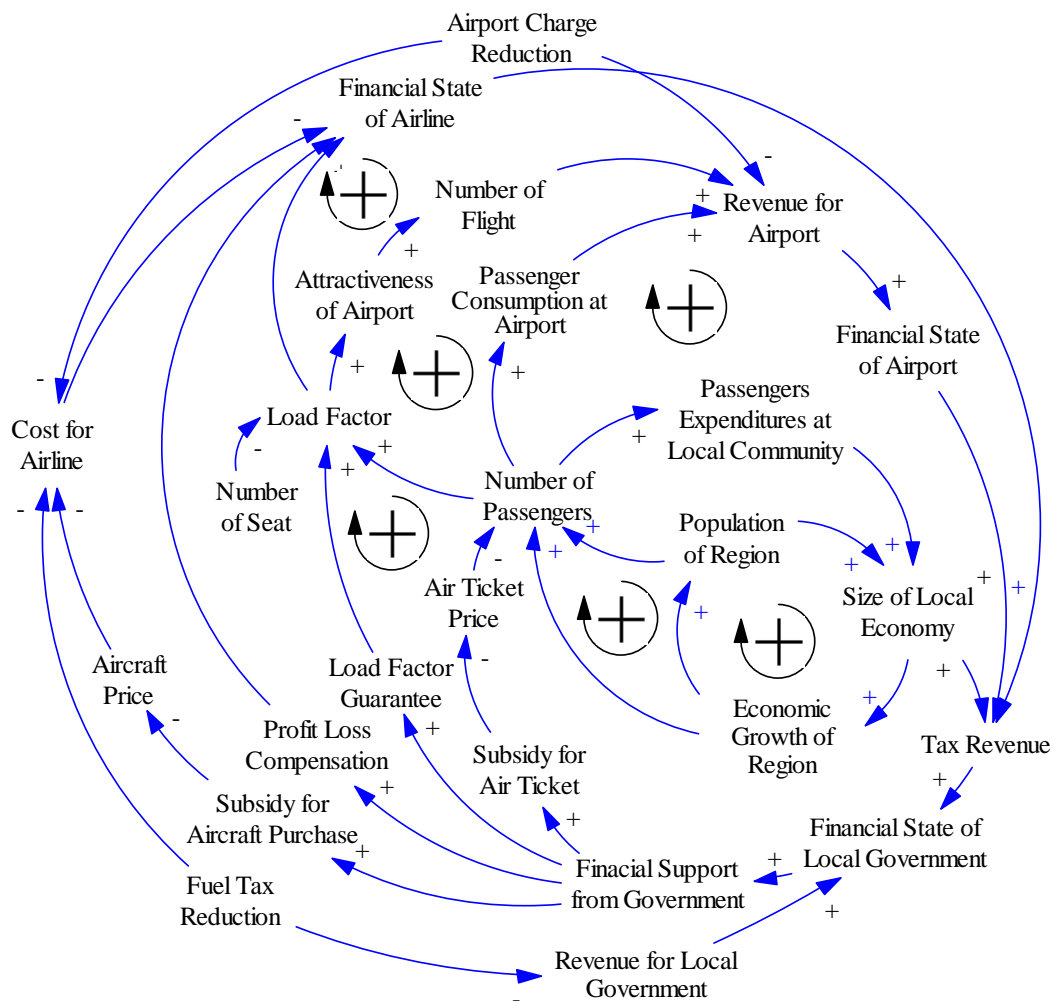 Airport Charge
Reduction
Financial State
of Airline
-
-
-
Number of
Flight
Revenue for
Airport
+
+
+
Attractiveness
of Airport
Passenger
Consumption at
Airport
+
Financial State
of Airport
+
+
-
Passengers
Expenditures at
Local Community
Load Factor
+
Cost for
Airline
-
+
+
Number
of Seat
Number of
Passengers
-
-
+
+
Population
of Region
+
+
+
+
-
Air Ticket
Price
Size of Local
Economy
+
-
+
Aircraft
Price
Load Factor
Guarantee
Economic
Growth of
Region
+
-
+
Profit Loss
Compensation
Subsidy for
Air Ticket
Tax Revenue
+
+
Subsidy for
Aircraft Purchase
+
+
Financial State of
Local Government
+
Finacial Support
from Government
Fuel Tax
Reduction
+
Revenue for Local
Government
-